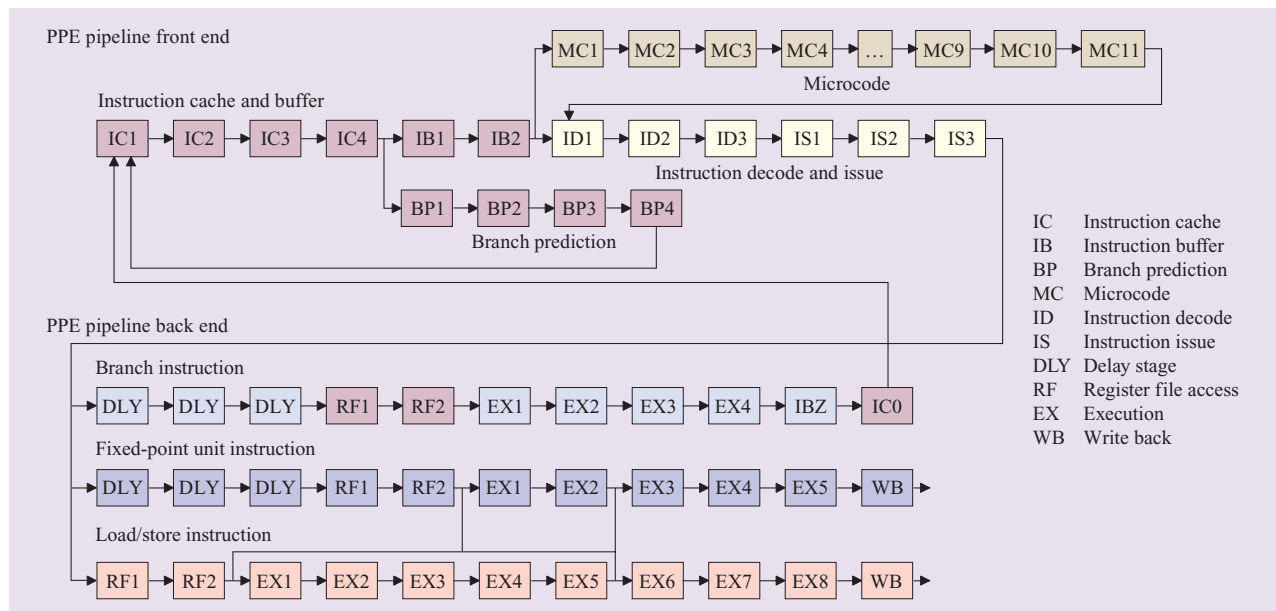 PPE pipeline front end
MC1 MC2 MC3 MC4 ... MC9 MC10 MC11
Microcode
Instruction cache and buffer
IC1 IC2 IC3 IC4 IB1 IB2 ID1 ID2 ID3 IS1 IS2 IS3
Instruction decode and issue
BP1 BP2 BP3 BP4
Branch prediction
IC Instruction cache
IB Instruction buffer
BP Branch prediction
MC Microcode
ID Instruction decode
IS Instruction issue
DLY Delay stage
RF Register file access
EX Execution
WB Write back
PPE pipeline back end
Branch instruction
DLY DLY DLY RF1 RF2 EX1 EX2 EX3 EX4 IBZ IC0
Fixed-point unit instruction
DLY DLY DLY RF1 RF2 EX1 EX2 EX3 EX4 EX5 WB
Load/store instruction
RF1 RF2 EX1 EX2 EX3 EX4 EX5 EX6 EX7 EX8 WB